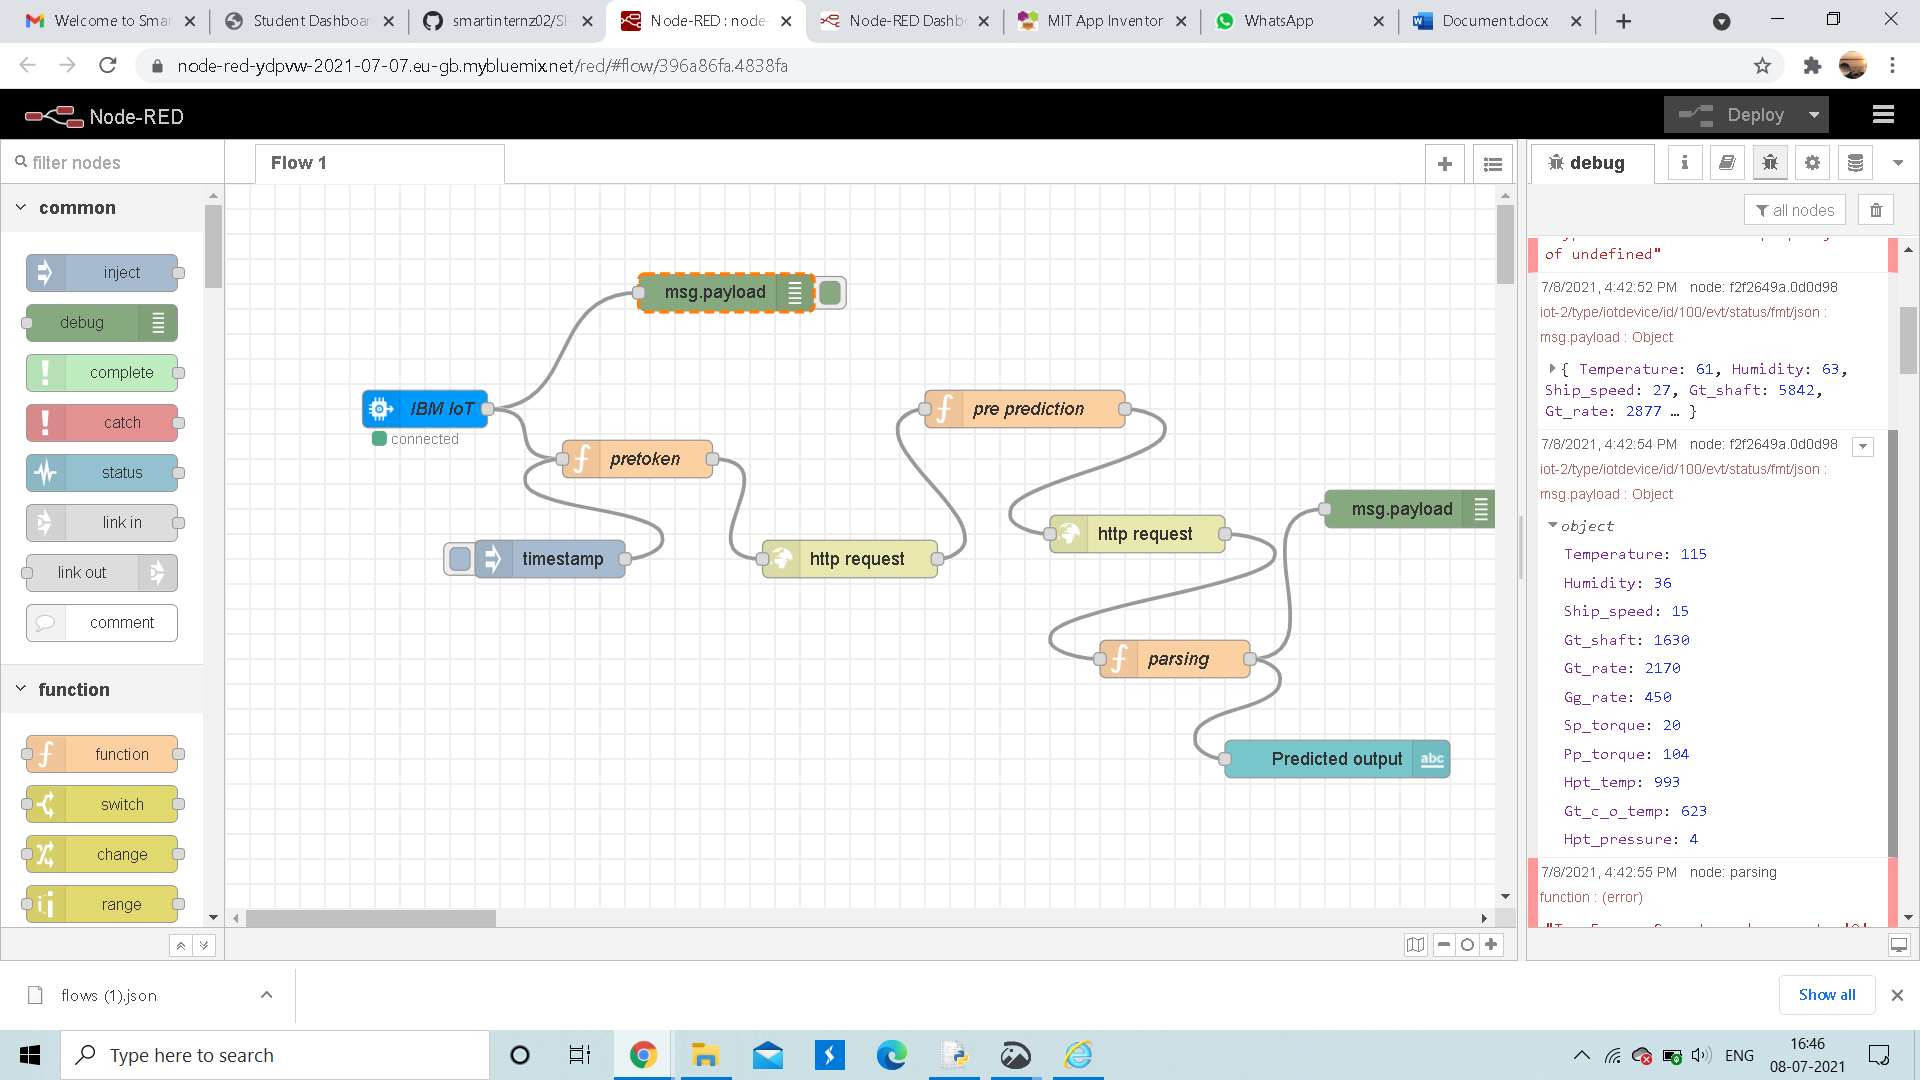 Welcome to Smar
Student Dashboar
smartinternz02/SI-
Node-RED : node-
Node-RED Dashb
MIT App Inventor
WhatsApp
Document.docx
node-red-ydpvw-2021-07-07.eu-gb.mybluemix.net/red/#flow/396a86fa.4838fa
Node-RED
Deploy
filter nodes
Flow 1
debug
all nodes
common
inject
debug
complete
catch
status
link in
link out
comment
function
function
switch
change
range
msg.payload
IBM IoT
connected
pretoken
timestamp
http request
pre prediction
http request
msg.payload
parsing
Predicted output
abc
of undefined"
7/8/2021, 4:42:52 PM node: f2f2649a.0d0d98
iot-2/type/iotdevice/id/100/evt/status/fmt/json :
msg.payload : Object
{ Temperature: 61, Humidity: 63,
Ship_speed: 27, Gt_shaft: 5842,
Gt_rate: 2877 … }
7/8/2021, 4:42:54 PM node: f2f2649a.0d0d98
iot-2/type/iotdevice/id/100/evt/status/fmt/json :
msg.payload : Object
object
Temperature: 115
Humidity: 36
Ship_speed: 15
Gt_shaft: 1630
Gt_rate: 2170
Gg_rate: 450
Sp_torque: 20
Pp_torque: 104
Hpt_temp: 993
Gt_c_o_temp: 623
Hpt_pressure: 4
7/8/2021, 4:42:55 PM node: parsing
function : (error)
flows (1).json
Show all
Type here to search
ENG
16:46
08-07-2021